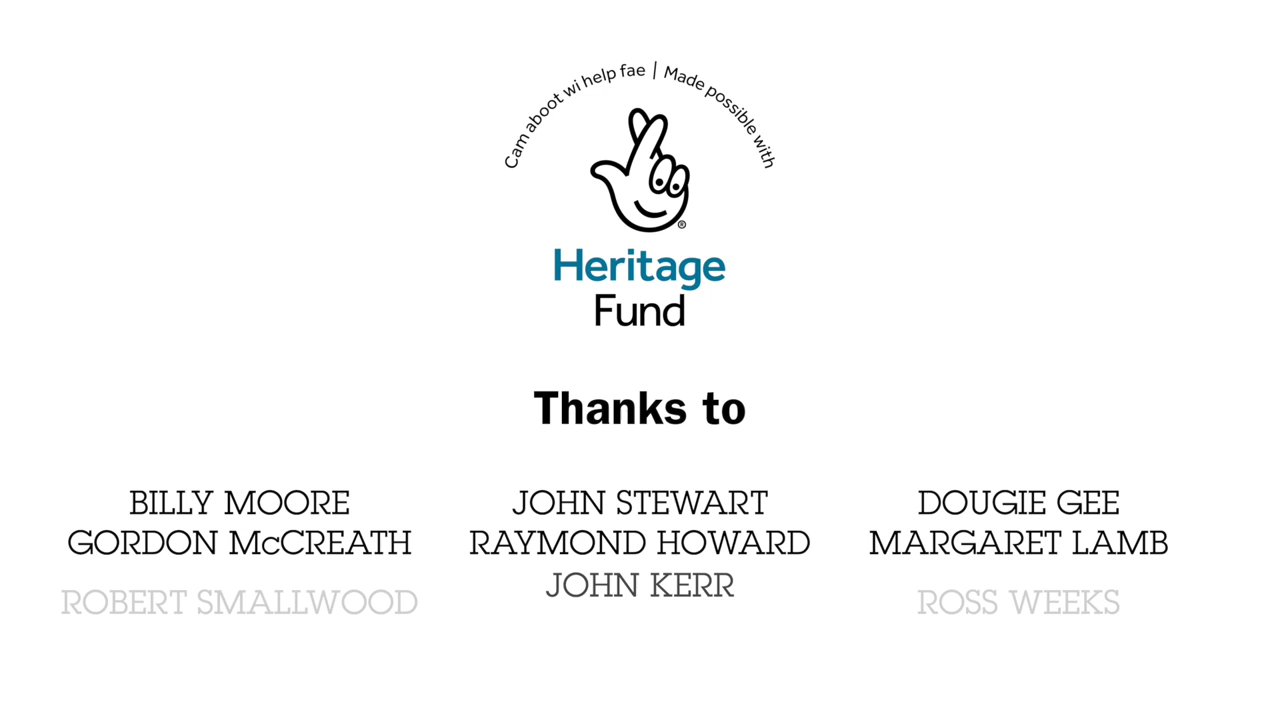 Cam aboot wi help fae | Made possible with
®
Heritage
Fund
Thanks to
BILLY MOORE
GORDON McCREATH
ROBERT SMALLWOOD
JOHN STEWART
RAYMOND HOWARD
JOHN KERR
DOUGIE GEE
MARGARET LAMB
ROSS WEEKS